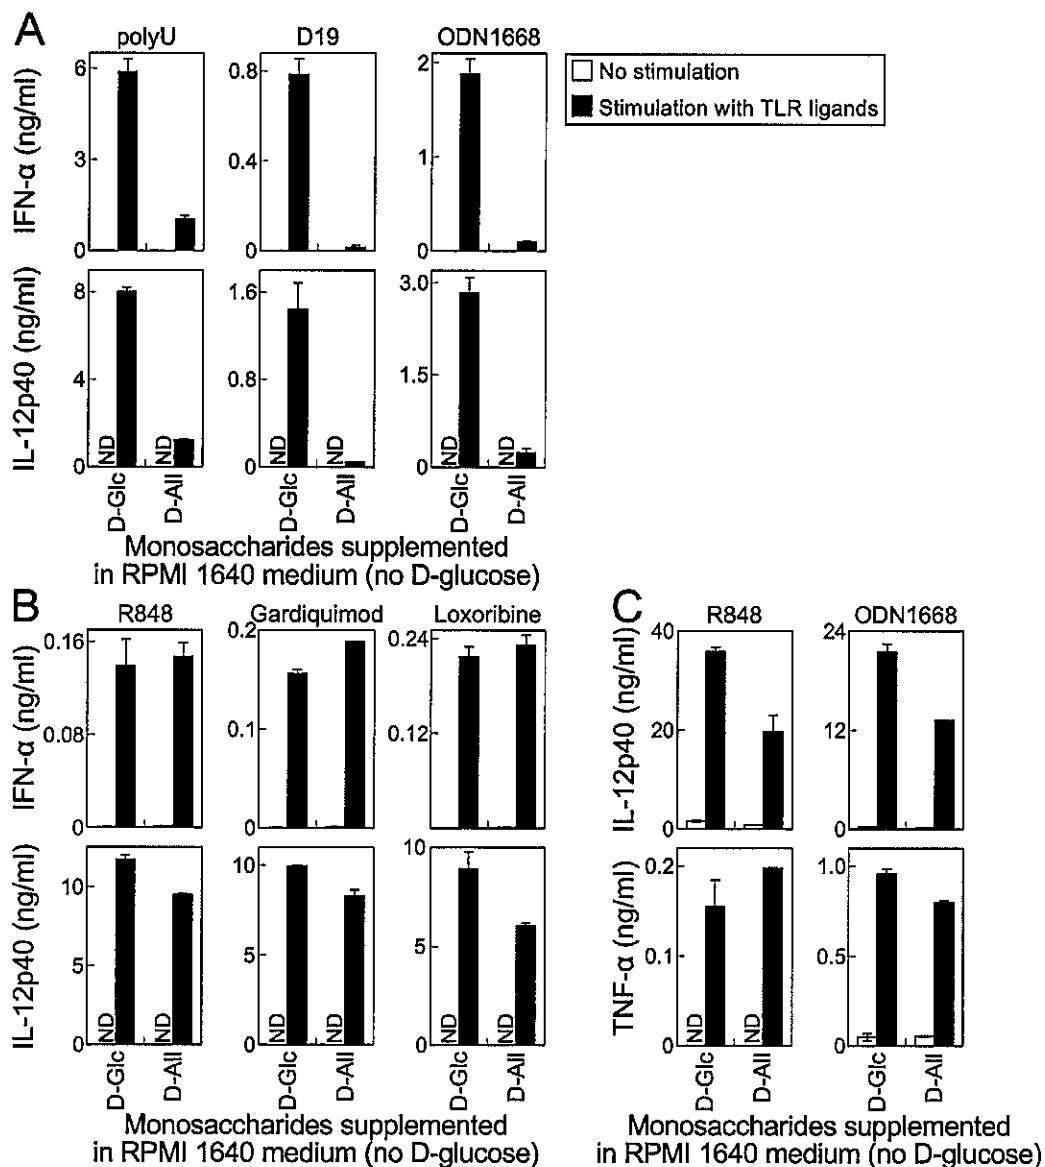 A
polyU
D19
ODN1668
No stimulation
Stimulation with TLR ligands
IFN-α (ng/ml)
6
3
0
0.8
0.4
0
2
1
0
IL-12p40 (ng/ml)
8
4
0
1.6
0.8
0
3.0
1.5
0
ND
ND
ND
ND
ND
ND
D-Glc
D-All
D-Glc
D-All
D-Glc
D-All
Monosaccharides supplemented
in RPMI 1640 medium (no D-glucose)
B
R848
Gardiquimod
Loxoribine
IFN-α (ng/ml)
0.16
0.08
0
0.2
0.1
0
0.24
0.12
0
IL-12p40 (ng/ml)
10
5
0
10
5
0
10
5
0
ND
ND
ND
ND
ND
ND
D-Glc
D-All
D-Glc
D-All
D-Glc
D-All
Monosaccharides supplemented
in RPMI 1640 medium (no D-glucose)
C
R848
ODN1668
IL-12p40 (ng/ml)
40
20
0
24
12
0
TNF-α (ng/ml)
0.2
0.1
0
1.0
0.5
0
ND
ND
D-Glc
D-All
D-Glc
D-All
Monosaccharides supplemented
in RPMI 1640 medium (no D-glucose)